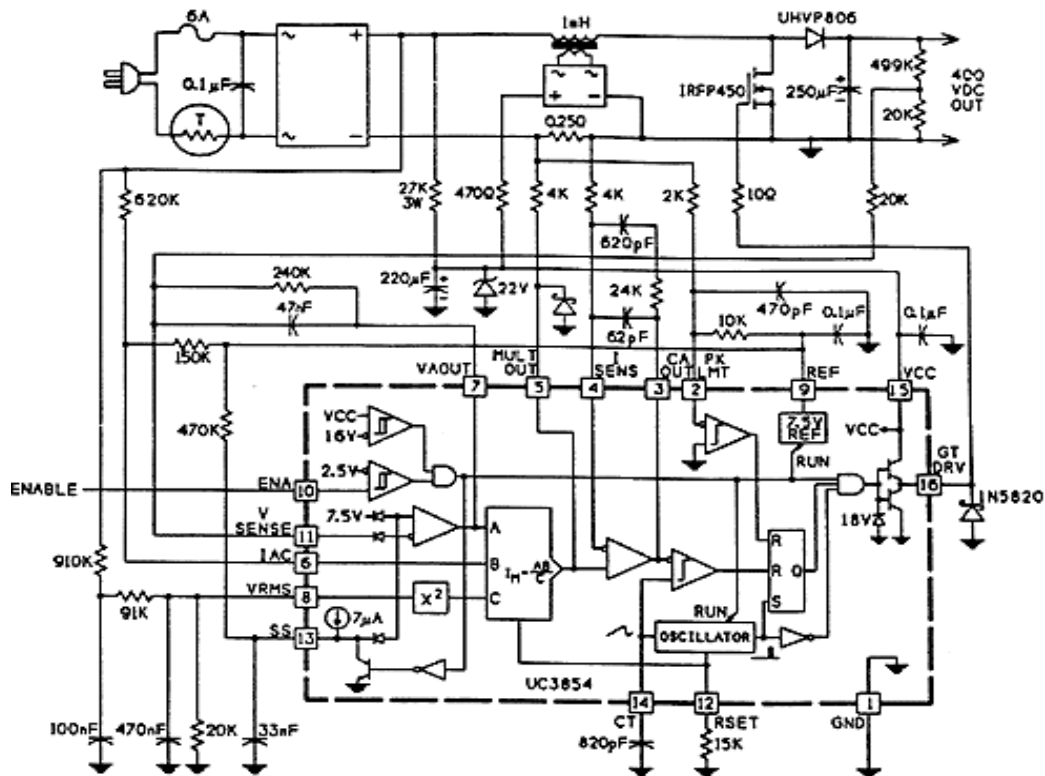 6A
1mH
UHVP806
0.1µF
T
~
~
+
−
~
~
+
−
IRFP450
250µF
+
−
499K
20K
400
VDC
OUT
0.250
620K
27K
3W
470Ω
4K
4K
2K
10Ω
20K
620pF
240K
47nF
220µF
+
−
22V
24K
62pF
470pF
10K
0.1µF
0.1µF
150K
VAOUT
MULT
OUT
I
SENS
CA
OUT
PK
LMT
REF
VCC
7
5
4
3
2
9
15
470K
VCC
16V
2.5V
7.5V
REF
VCC
RUN
GT
DRV
16
1N5820
ENABLE
ENA
10
7.5V
V
SENSE
11
IAC
6
910K
VRMS
8
91K
X²
A
B
C
I_M = AB/C
18V
R
R
S
Q
7µA
SS
13
RUN
OSCILLATOR
UC3854
14
12
1
CT
RSET
GND
100nF
470nF
20K
33nF
820pF
15K